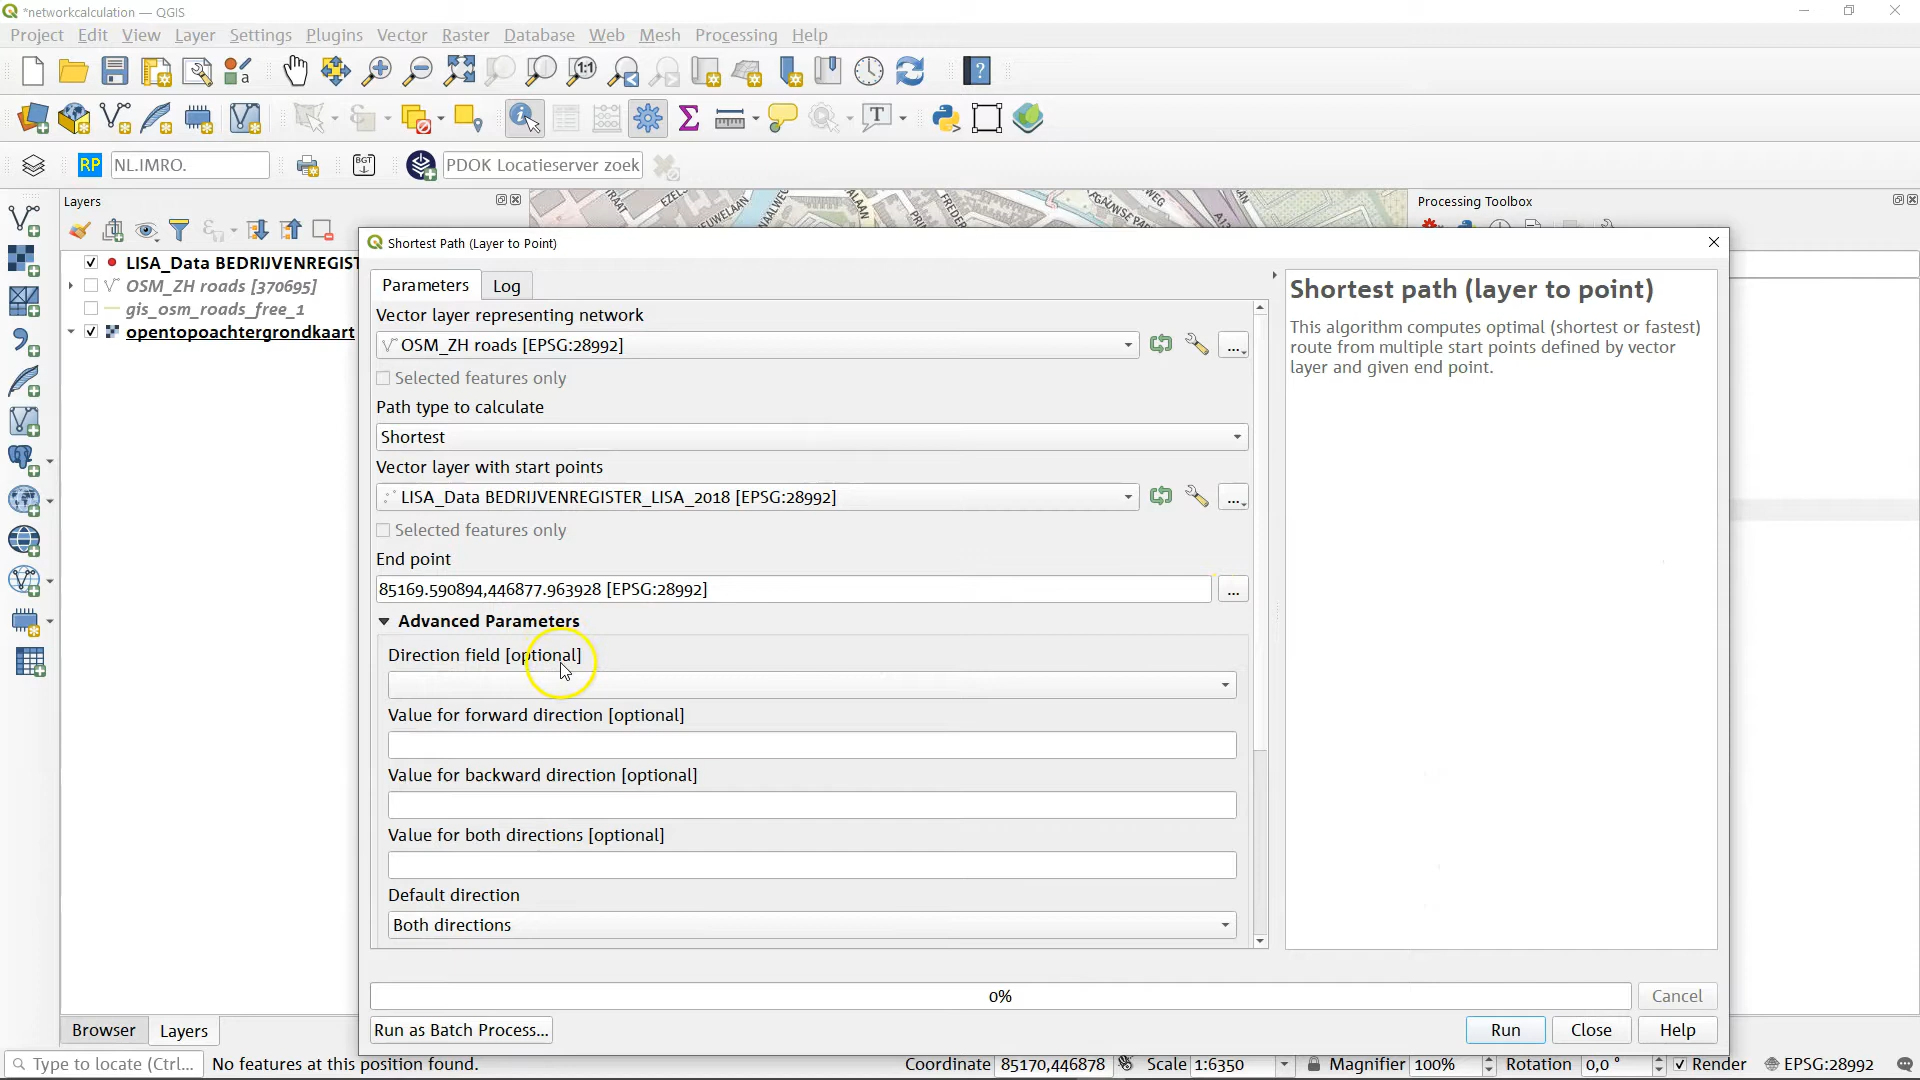 *networkcalculation — QGIS
Project Edit View Layer Settings Plugins Vector Raster Database Web Mesh Processing Help
RP NL.IMRO. BGT PDOK Locatieserver zoek
Layers
Processing Toolbox
LISA_Data BEDRIJVENREGIST
OSM_ZH roads [370695]
gis_osm_roads_free_1
opentopoachtergrondkaart
Shortest Path (Layer to Point)
Parameters Log
Vector layer representing network
OSM_ZH roads [EPSG:28992]
Selected features only
Path type to calculate
Shortest
Vector layer with start points
LISA_Data BEDRIJVENREGISTER_LISA_2018 [EPSG:28992]
Selected features only
End point
85169.590894,446877.963928 [EPSG:28992]
Advanced Parameters
Direction field [optional]
Value for forward direction [optional]
Value for backward direction [optional]
Value for both directions [optional]
Default direction
Both directions
Shortest path (layer to point)
This algorithm computes optimal (shortest or fastest)
route from multiple start points defined by vector
layer and given end point.
0%
Cancel
Run as Batch Process...
Run Close Help
Browser Layers
Type to locate (Ctrl... No features at this position found. Coordinate 85170,446878 Scale 1:6350 Magnifier 100% Rotation 0,0 ° Render EPSG:28992